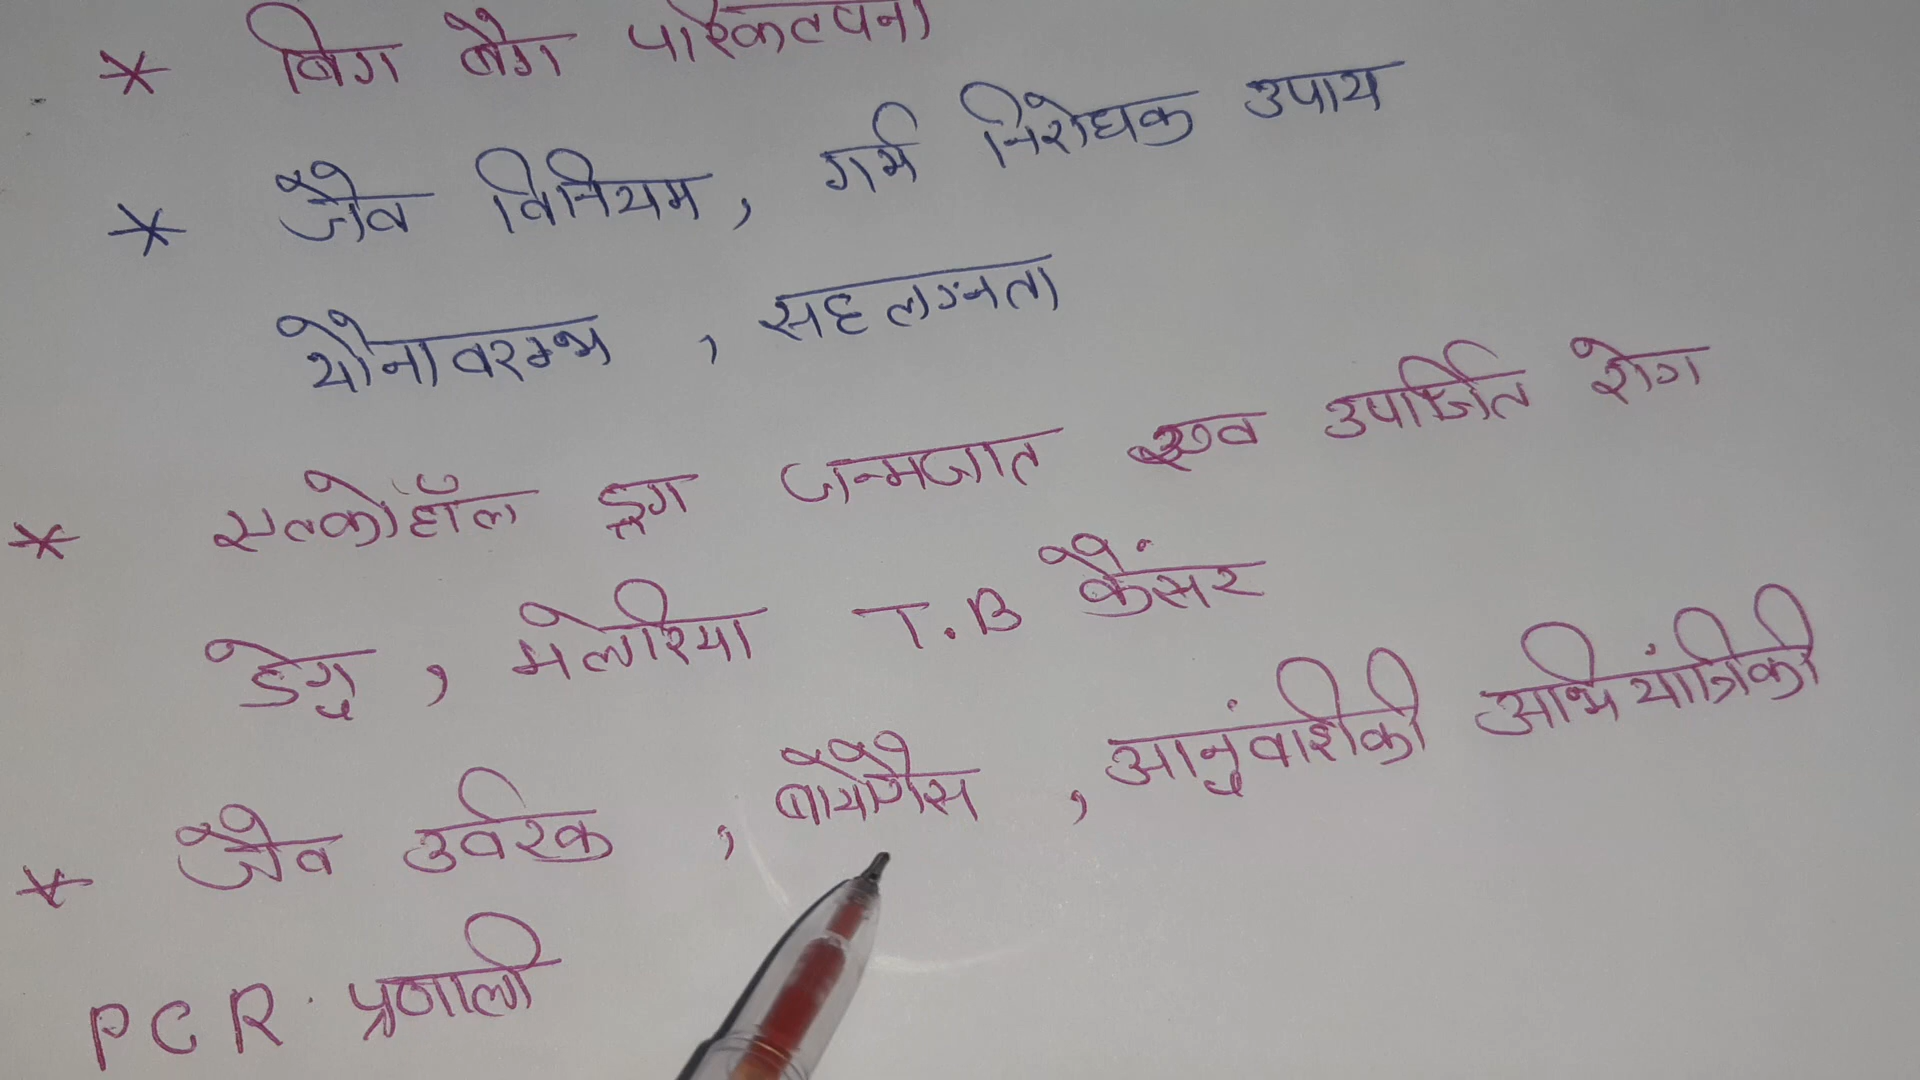 * बिग बैग परिकल्पना
* जैव विनियम, गर्भ निरोधक उपाय
यौनावरम्भ, सहलग्नता
* एल्कोहॉल ड्रग जन्मजात एव उपार्जित रोग
डेगु, मलेरिया T.B कैंसर
* जैव उर्वरक, बायोगैस, आनुवांशिकी अभियांत्रिकी
PCR प्रणाली